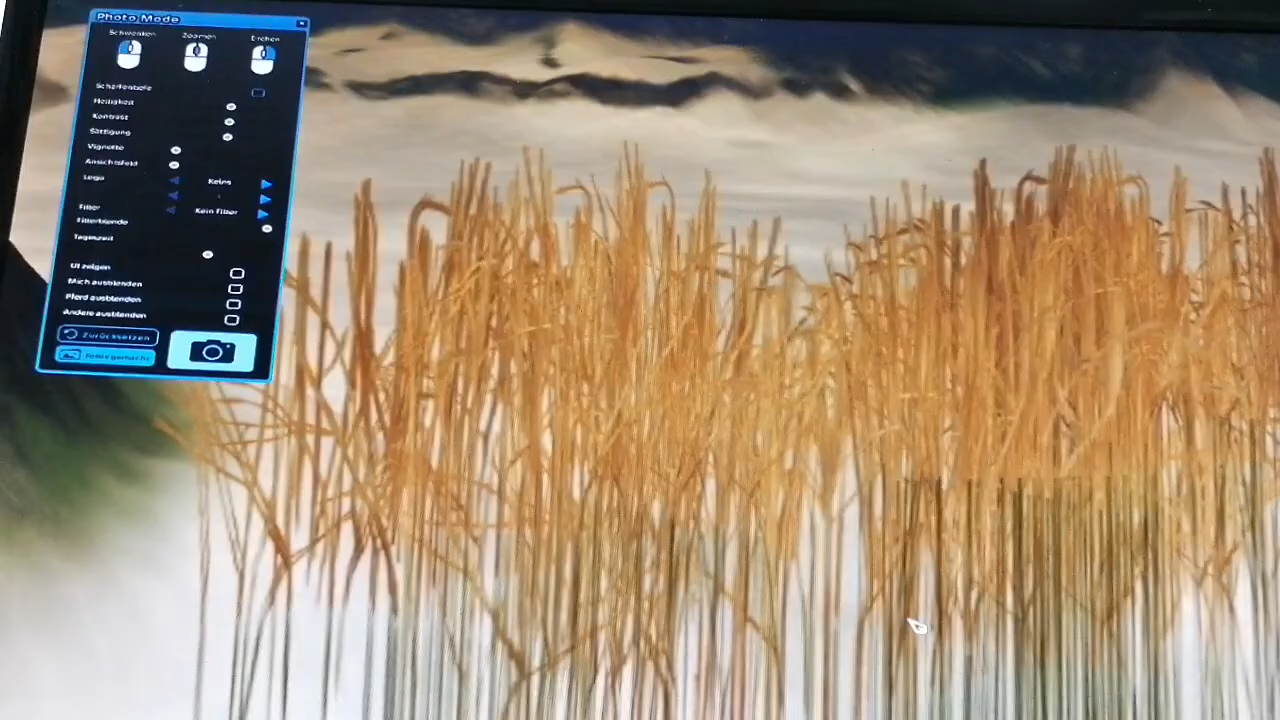 Photo Mode
Schwenken Zoomen Drehen
Schärfentiefe
Helligkeit
Kontrast
Sättigung
Vignette
Ansichtsfeld
Logo Keins
Filter Kein Filter
Filterblende
Tageszeit
UI zeigen
Mich ausblenden
Pferd ausblenden
Andere ausblenden
Zurücksetzen